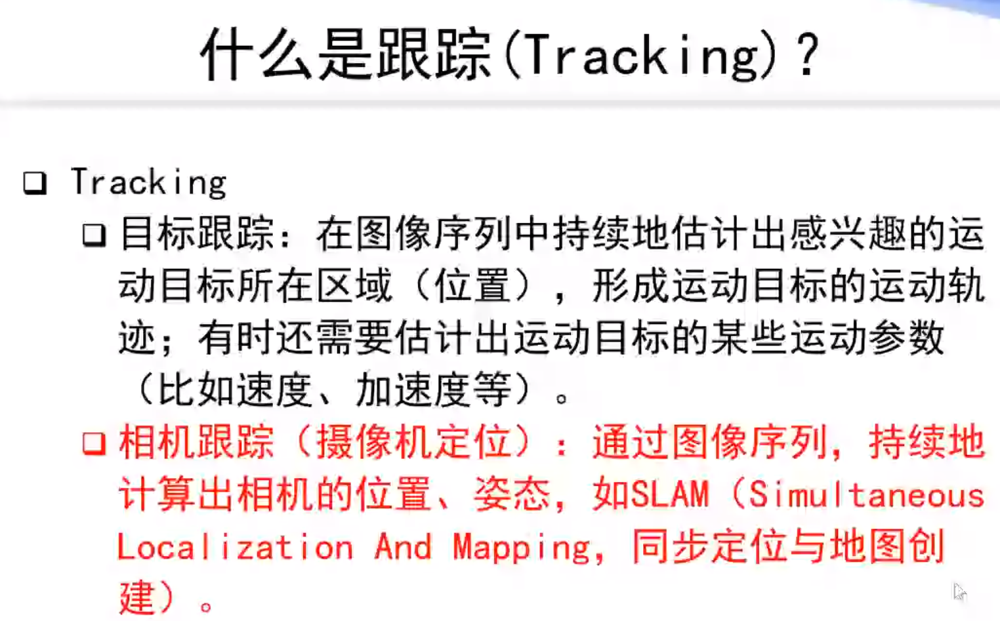 什么是跟踪(Tracking)?
❑ Tracking
❑ 目标跟踪：在图像序列中持续地估计出感兴趣的运
动目标所在区域（位置），形成运动目标的运动轨
迹；有时还需要估计出运动目标的某些运动参数
（比如速度、加速度等）。
❑ 相机跟踪（摄像机定位）：通过图像序列，持续地
计算出相机的位置、姿态，如SLAM（Simultaneous
Localization And Mapping，同步定位与地图创
建）。